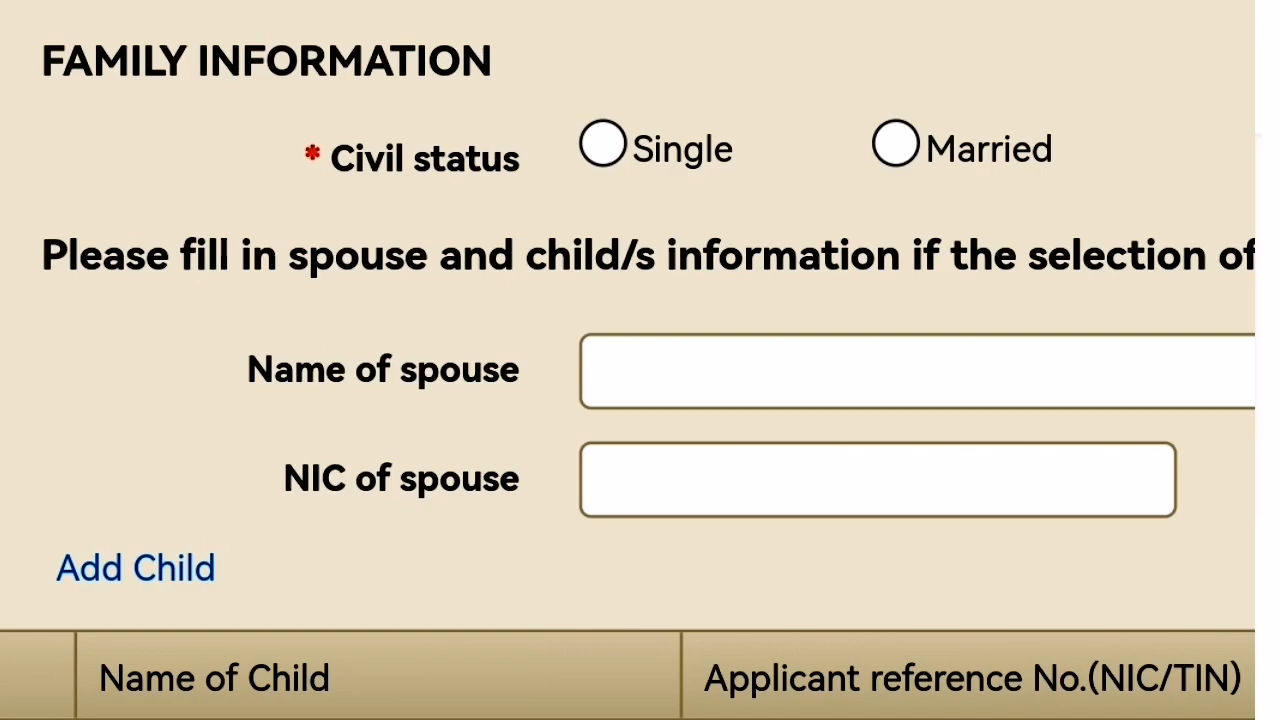 FAMILY INFORMATION
* Civil status Single Married
Please fill in spouse and child/s information if the selection of
Name of spouse
NIC of spouse
Add Child
Name of Child Applicant reference No.(NIC/TIN)